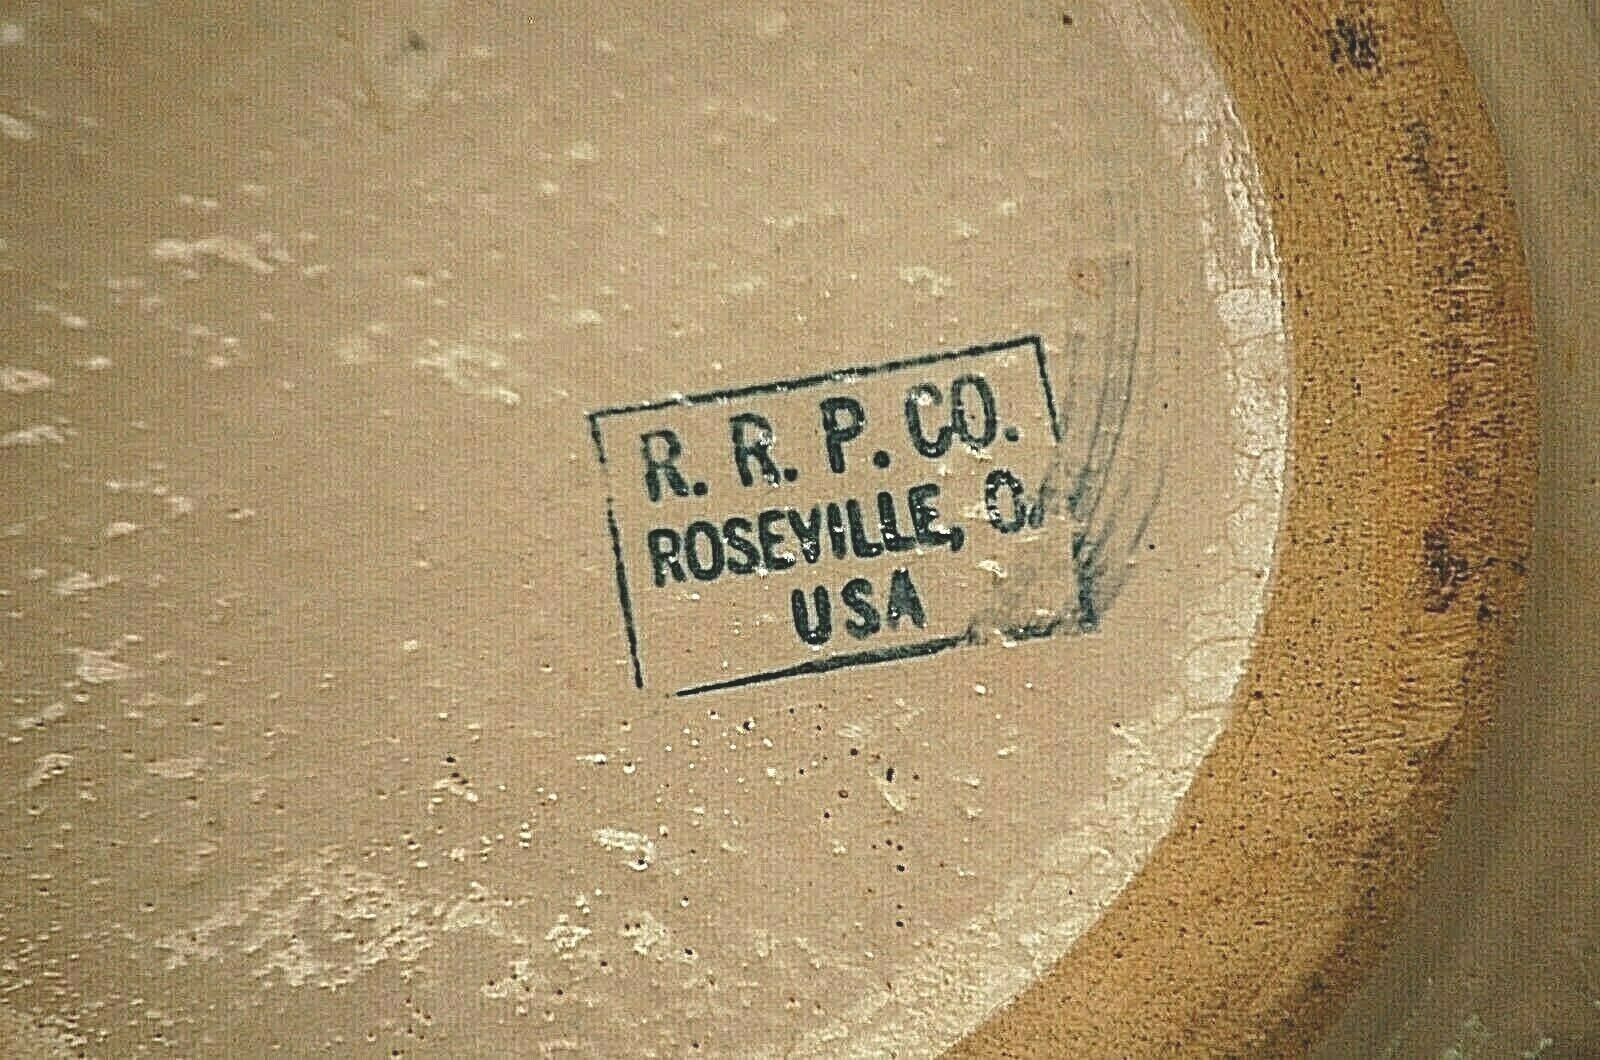 R. R. P. CO.
ROSEVILLE, O.
USA